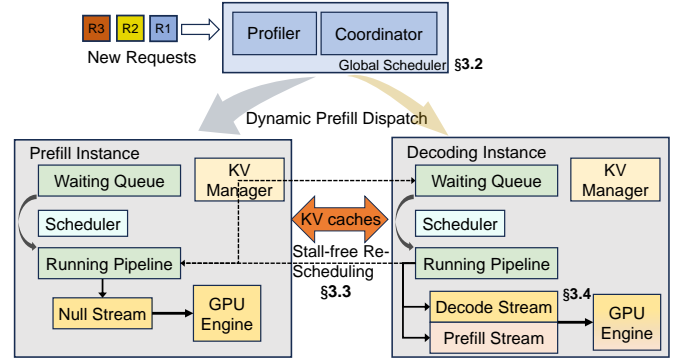 R3 R2 R1
New Requests
Profiler
Coordinator
Global Scheduler
§3.2
Dynamic Prefill Dispatch
Prefill Instance
Waiting Queue
KV
Manager
Scheduler
Running Pipeline
Null Stream
GPU
Engine
KV caches
Stall-free Re-
Scheduling
§3.3
Decoding Instance
Waiting Queue
KV
Manager
Scheduler
Running Pipeline
Decode Stream
§3.4
Prefill Stream
GPU
Engine